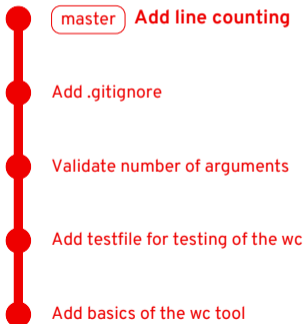 master Add line counting
Add .gitignore
Validate number of arguments
Add testfile for testing of the wc
Add basics of the wc tool